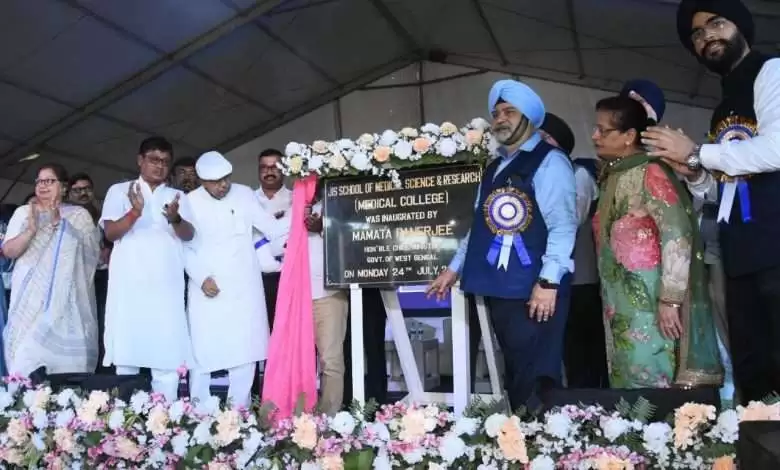 JIS SCHOOL OF MEDICAL SCIENCE & RESEARCH
(MEDICAL COLLEGE)
WAS INAUGURATED BY
MAMATA BANERJEE
HON'BLE CHIEF MINISTER
GOVT. OF WEST BENGAL
ON MONDAY 24TH JULY,